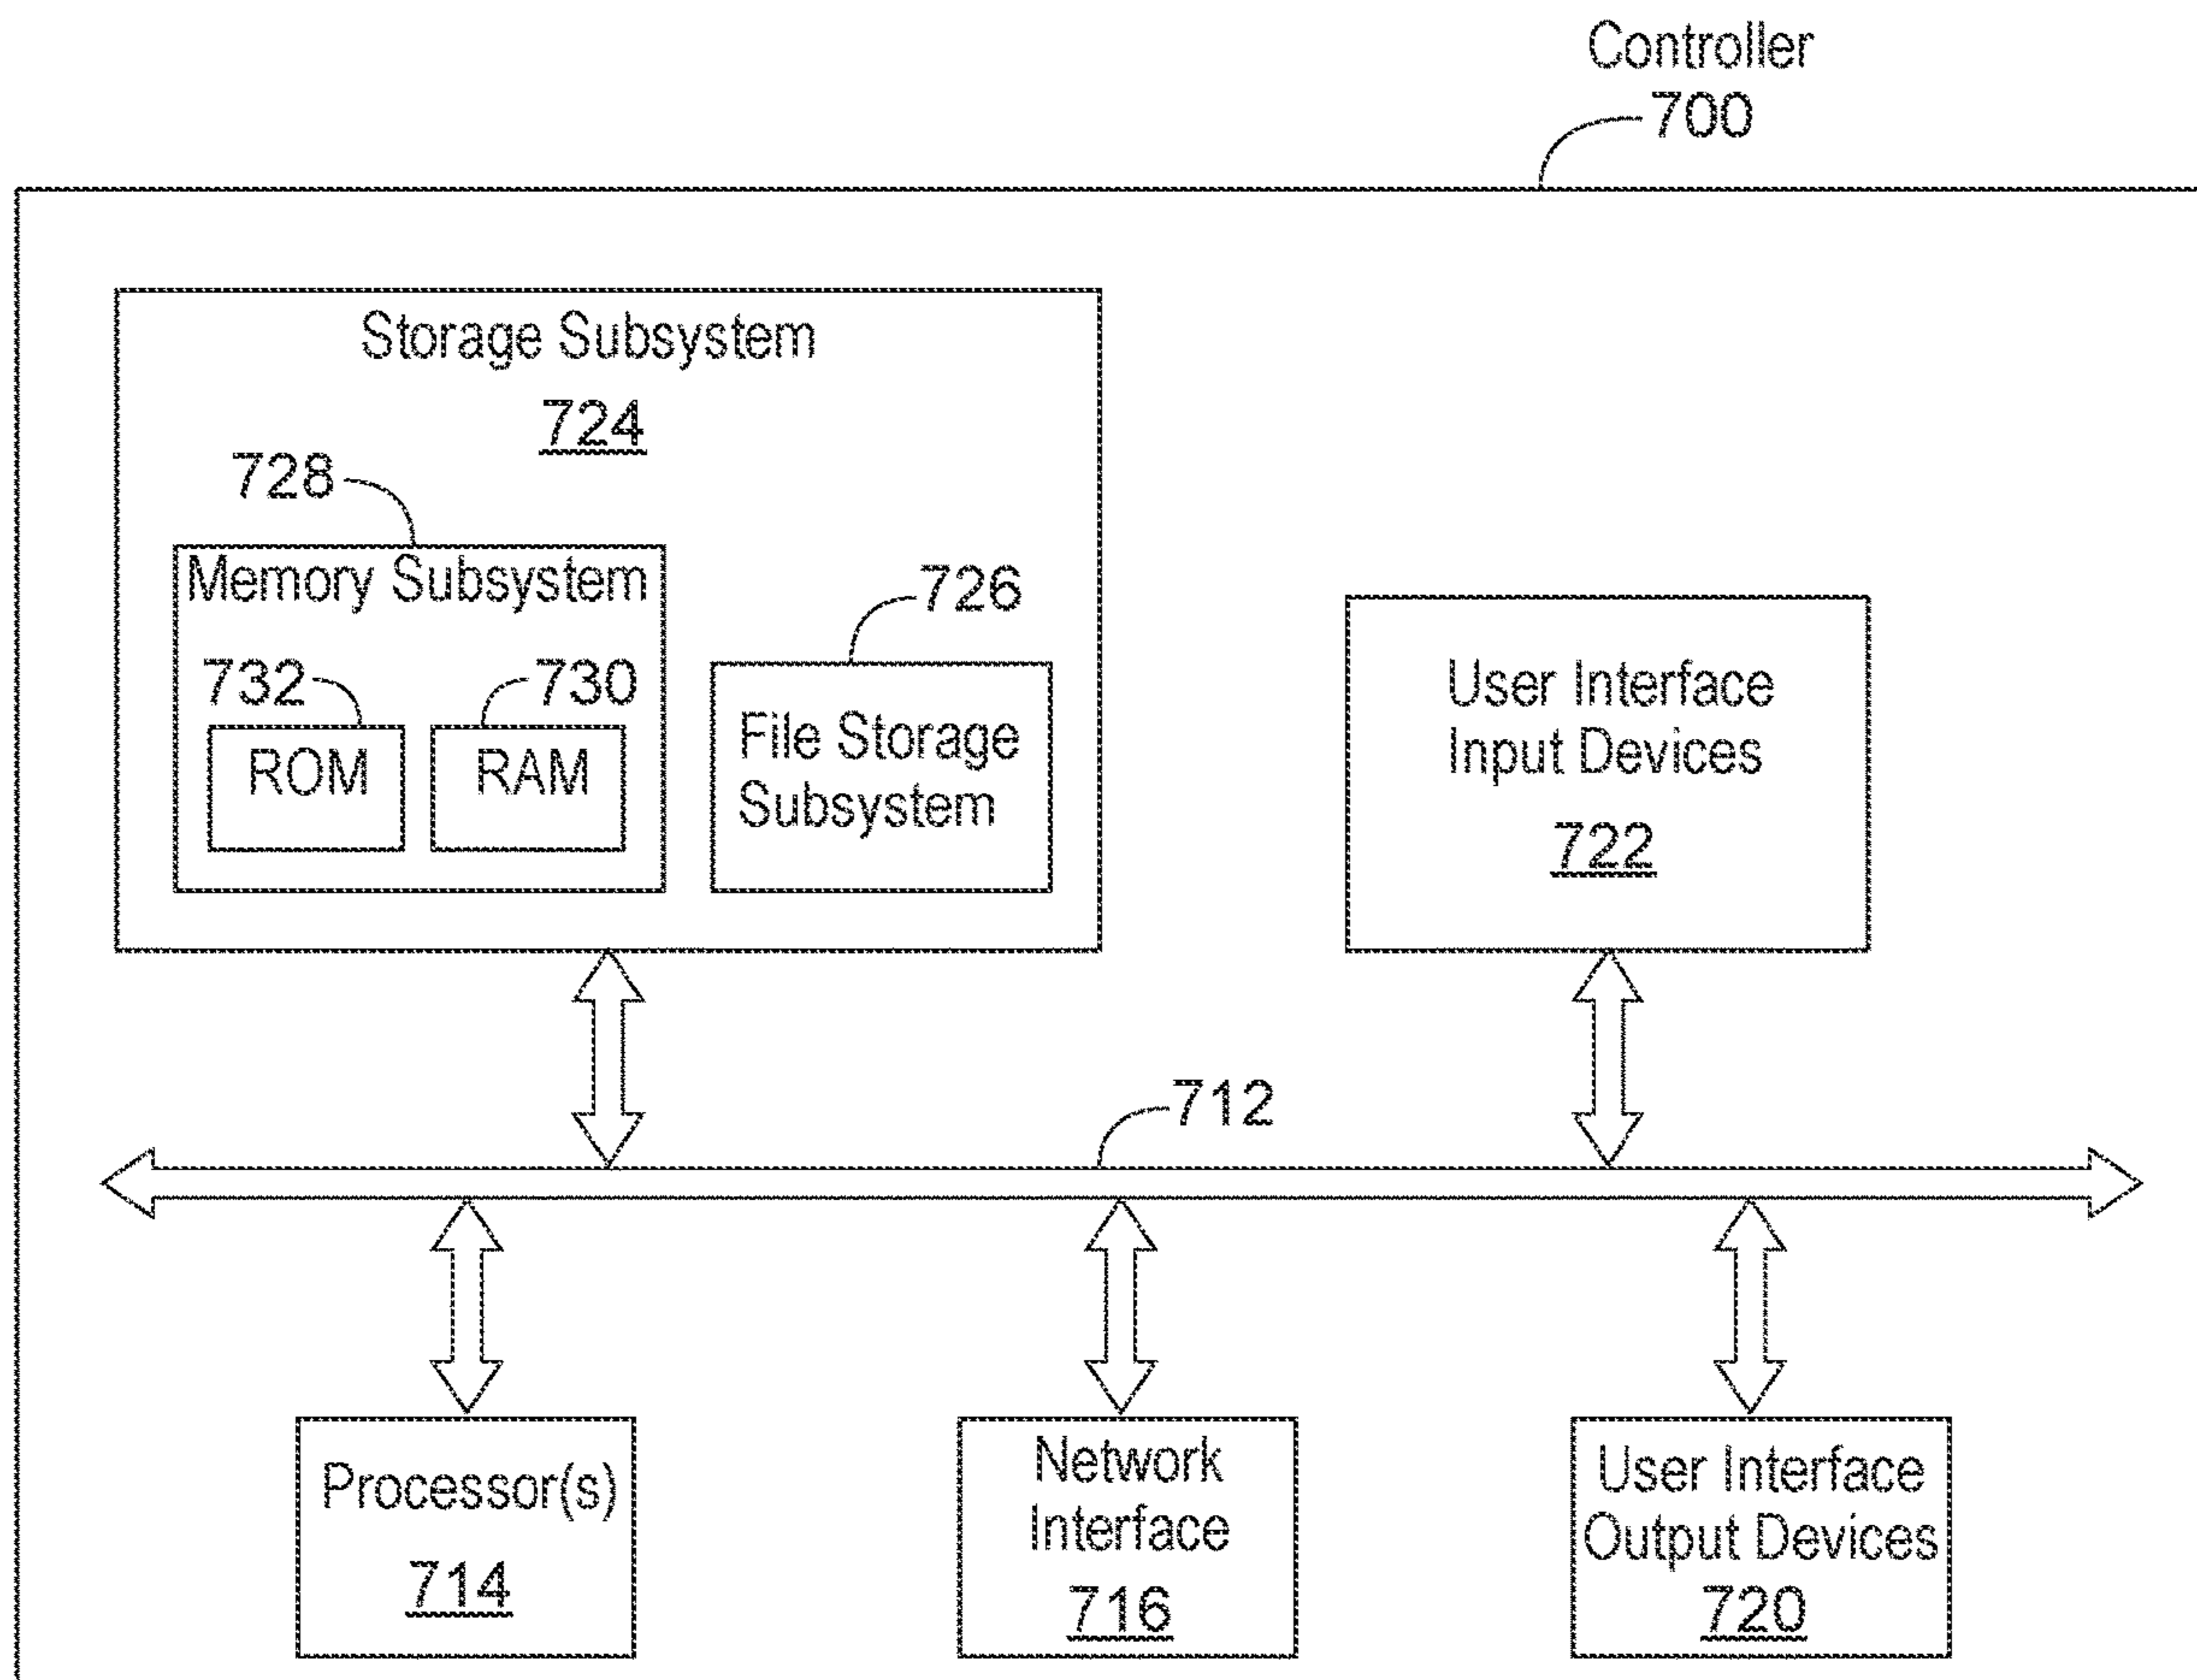 Controller
700
Storage Subsystem
724
728
Memory Subsystem
732
730
ROM
RAM
726
File Storage
Subsystem
User Interface
Input Devices
722
712
Processor(s)
714
Network
Interface
716
User Interface
Output Devices
720